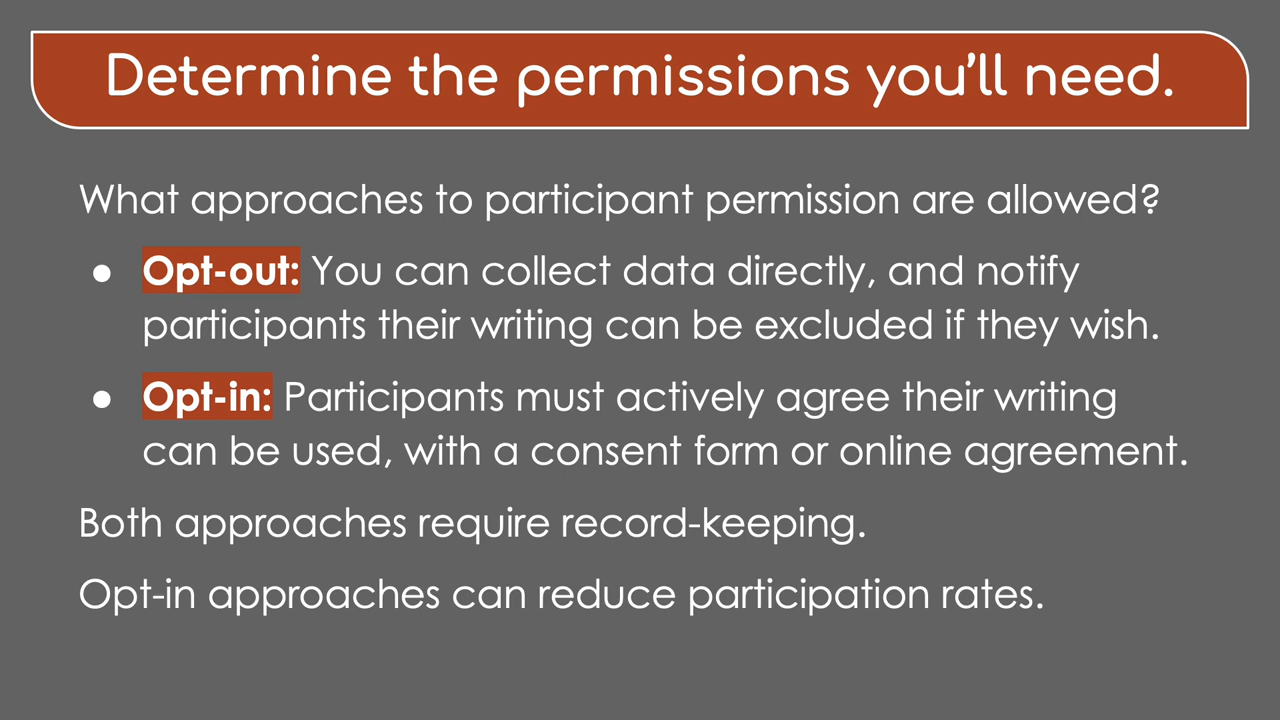 Determine the permissions you’ll need.
What approaches to participant permission are allowed?
● Opt-out: You can collect data directly, and notify
participants their writing can be excluded if they wish.
● Opt-in: Participants must actively agree their writing
can be used, with a consent form or online agreement.
Both approaches require record-keeping.
Opt-in approaches can reduce participation rates.